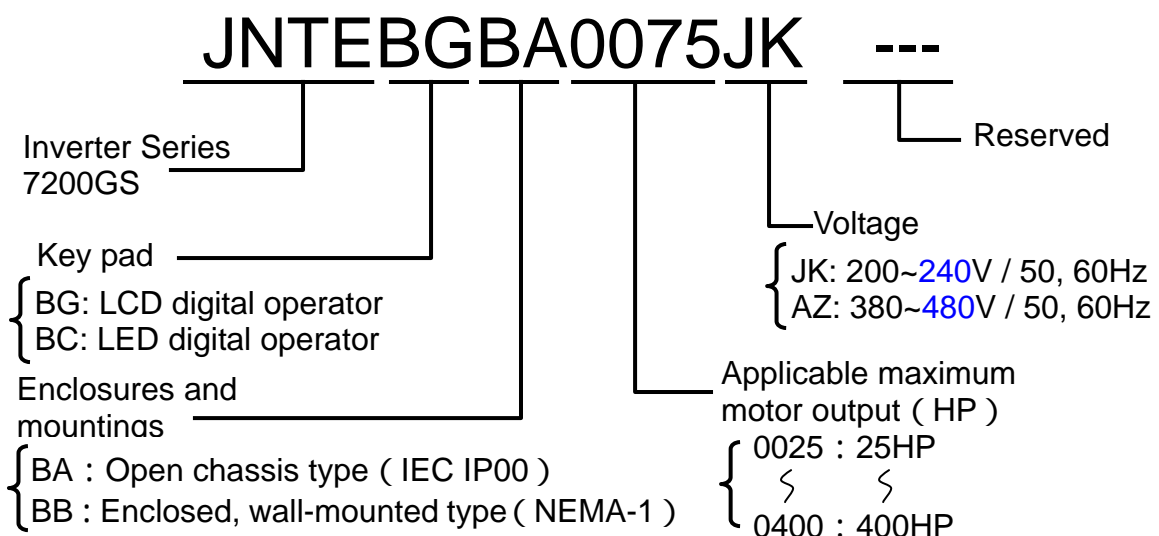 JNTEBGBA0075JK ---
Inverter Series
7200GS
Reserved
Key pad
BG: LCD digital operator
BC: LED digital operator
Voltage
JK: 200~240V / 50, 60Hz
AZ: 380~480V / 50, 60Hz
Enclosures and
mountings
BA : Open chassis type ( IEC IP00 )
BB : Enclosed, wall-mounted type ( NEMA-1 )
Applicable maximum
motor output ( HP )
0025 : 25HP
0400 : 400HP